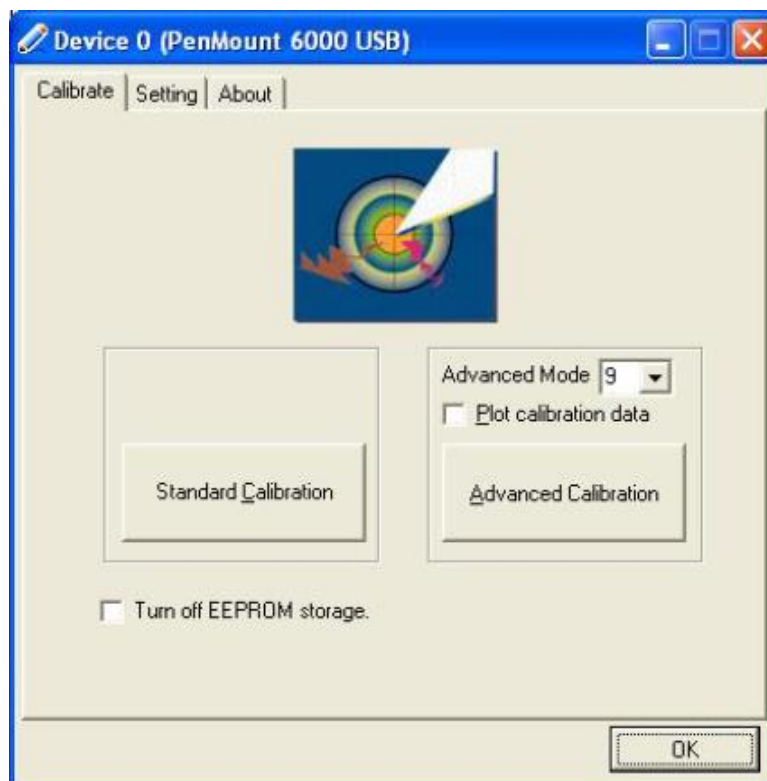 Device 0 (PenMount 6000 USB)
Calibrate Setting About
Advanced Mode 9
Plot calibration data
Standard Calibration
Advanced Calibration
Turn off EEPROM storage.
OK